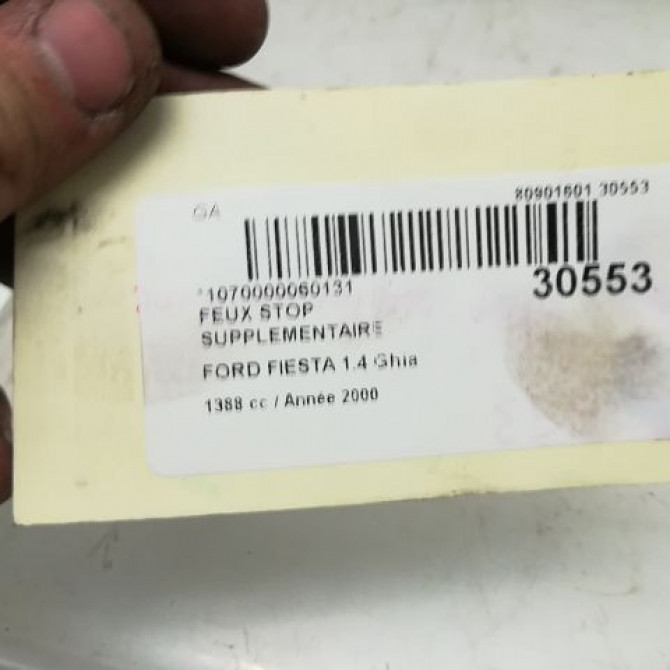 GA
80901601 30553
*1070000060131
30553
FEUX STOP
SUPPLEMENTAIRE
FORD FIESTA 1.4 Ghia
1388 cc / Année 2000